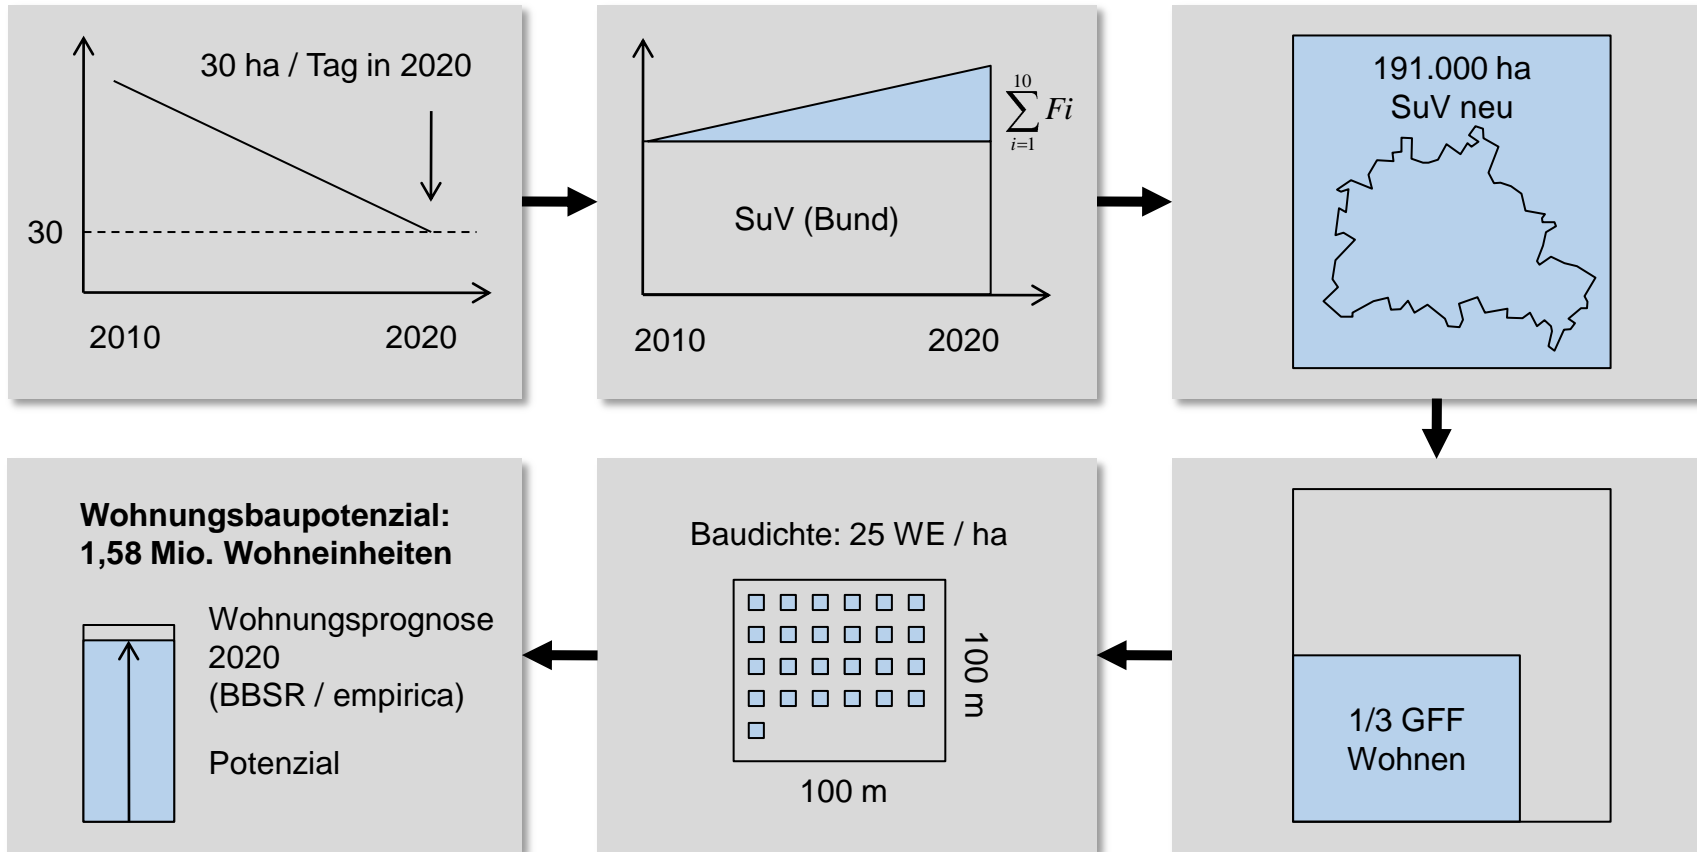 30 ha / Tag in 2020
30
2010
2020
10
∑ Fi
i=1
SuV (Bund)
2010
2020
191.000 ha
SuV neu
1/3 GFF
Wohnen
Baudichte: 25 WE / ha
100 m
100 m
Wohnungsbaupotenzial:
1,58 Mio. Wohneinheiten
Wohnungsprognose
2020
(BBSR / empirica)
Potenzial